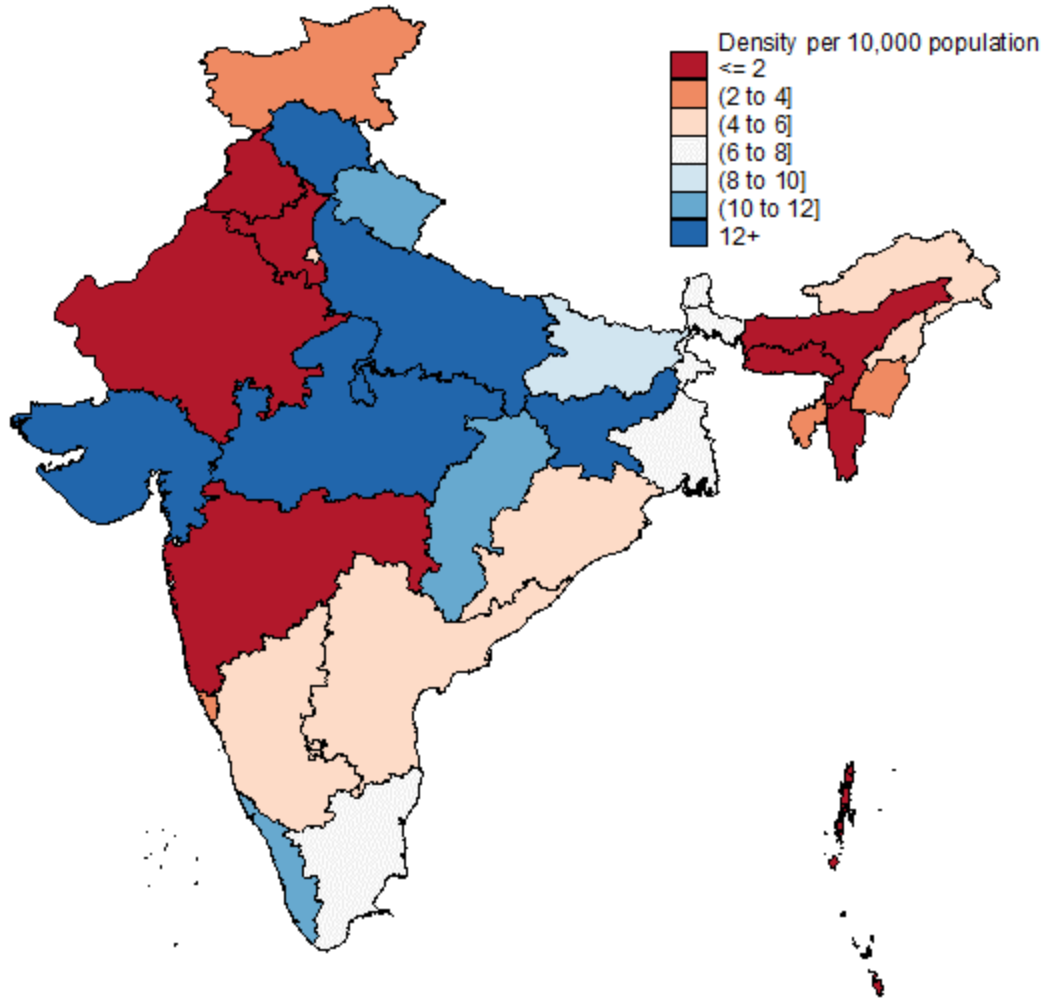 Density per 10,000 population
<= 2
(2 to 4]
(4 to 6]
(6 to 8]
(8 to 10]
(10 to 12]
12+